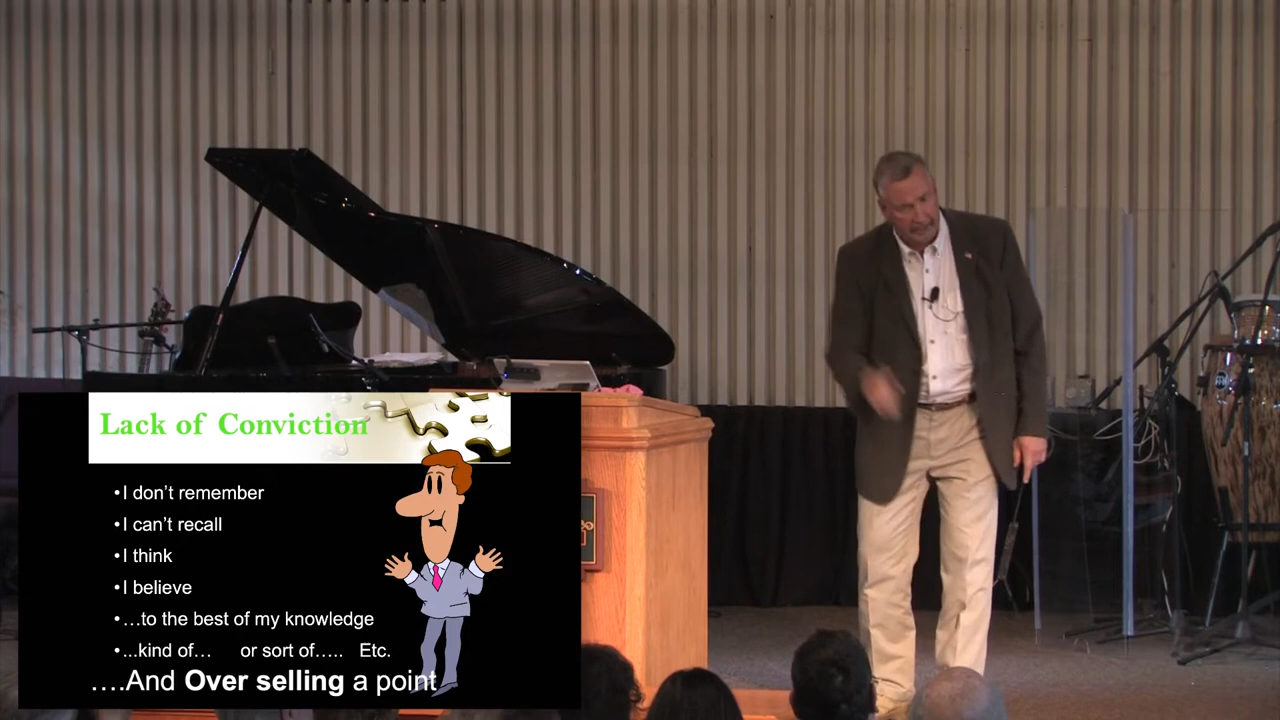 Lack of Conviction
•I don’t remember
•I can’t recall
•I think
•I believe
•…to the best of my knowledge
•...kind of… or sort of….. Etc.
….And Over selling a point